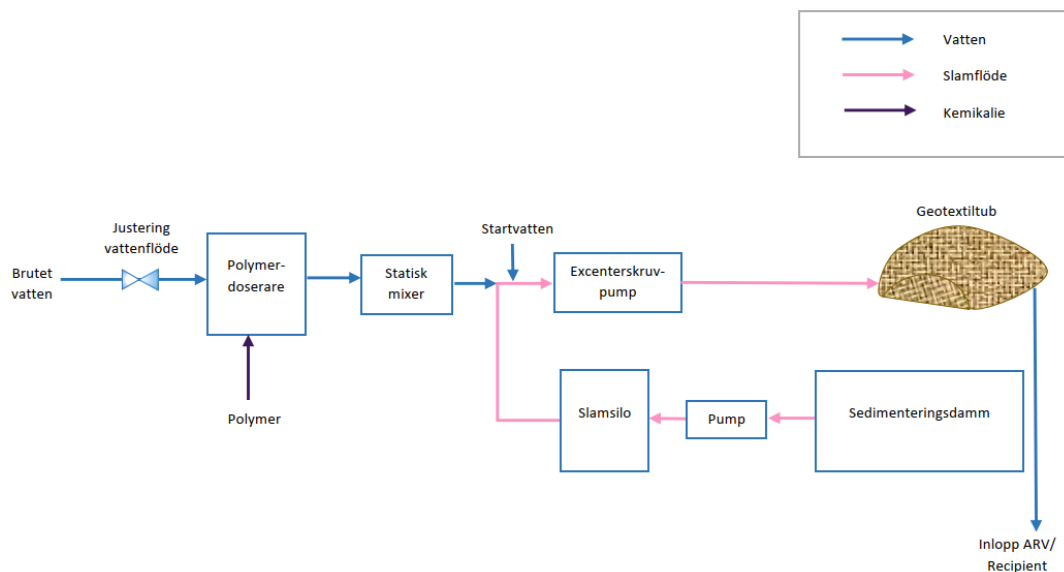 Vatten
Slamflöde
Kemikalie
Geotextiltub
Justering
vattenflöde
Startvatten
Brutet
vatten
Polymer-
doserare
Statisk
mixer
Excenterskruv-
pump
Slamsilo
Pump
Sedimenteringsdamm
Polymer
Inlopp ARV/
Recipient